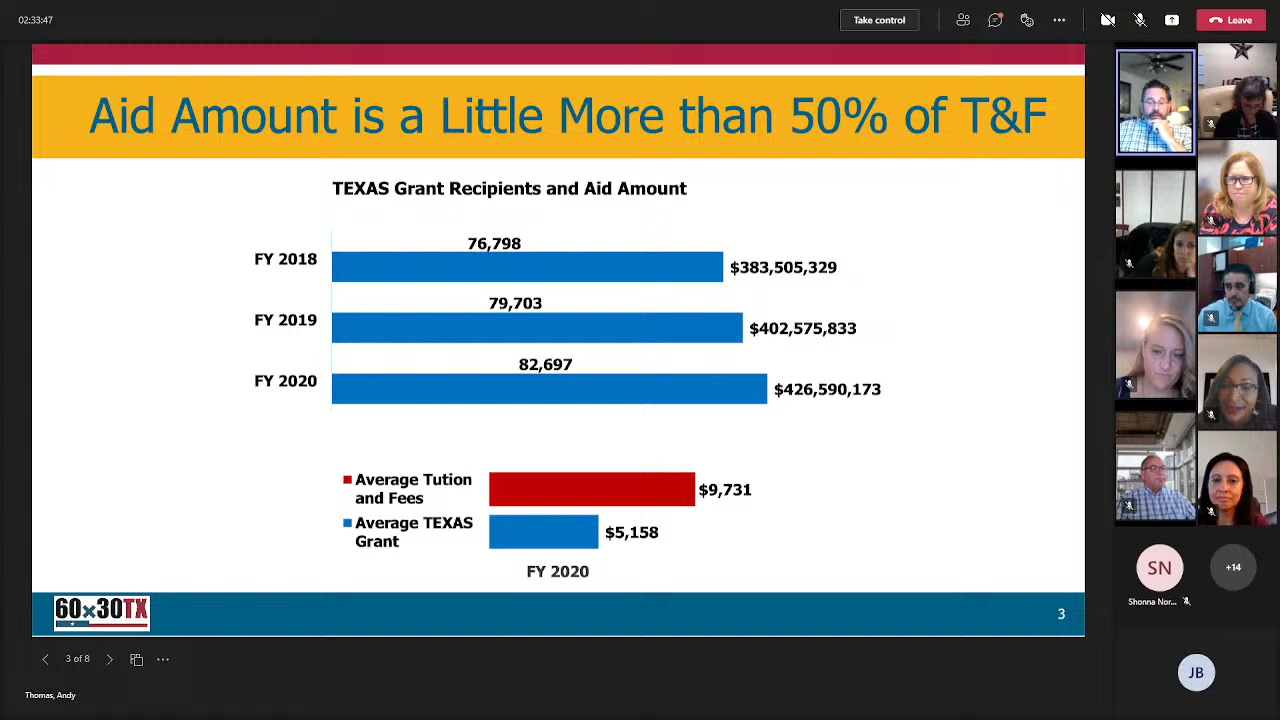 02:33:47
Take control
Leave
Aid Amount is a Little More than 50% of T&F
TEXAS Grant Recipients and Aid Amount
76,798
FY 2018
$383,505,329
79,703
FY 2019
$402,575,833
82,697
FY 2020
$426,590,173
Average Tution
and Fees
$9,731
Average TEXAS
Grant
$5,158
FY 2020
60x30TX
3
SN
+14
Shonna Nor...
JB
3 of 8
Thomas, Andy